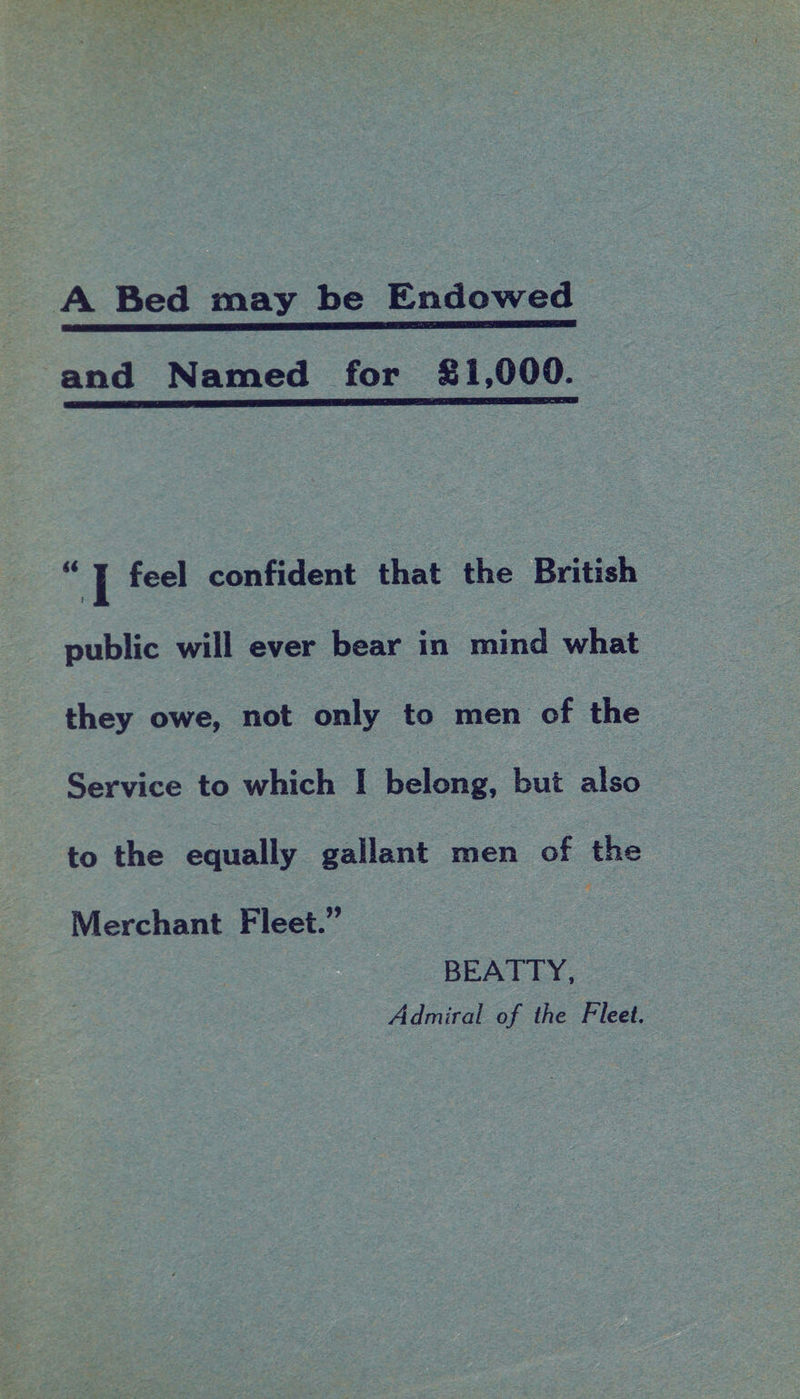 A Bed may be Endowed
and Named for £1,000.
"I feel confident that the British
public will ever bear in mind what
they owe, not only to men of the
Service to which I belong, but also
to the equally gallant men of the
Merchant Fleet."
BEATTY,
Admiral of the Fleet.